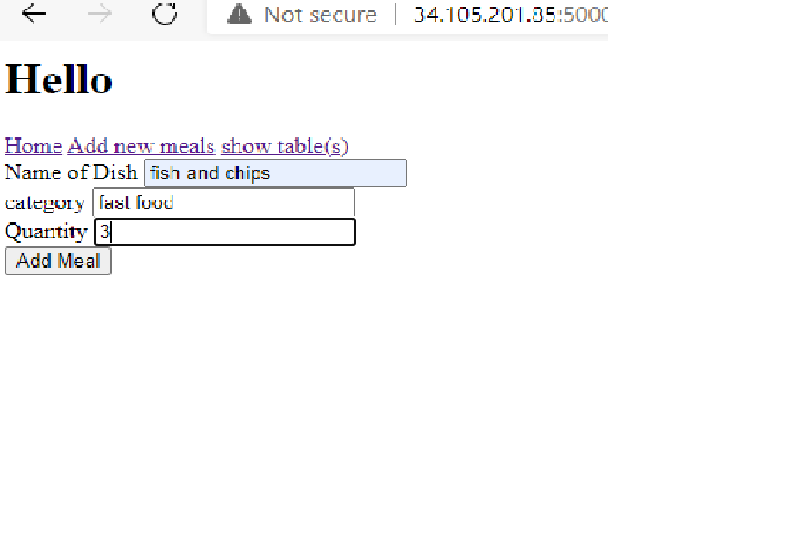 Not secure | 34.105.201.85:5000
Hello
Home Add new meals show table(s)
Name of Dish fish and chips
category fast food
Quantity 3
Add Meal